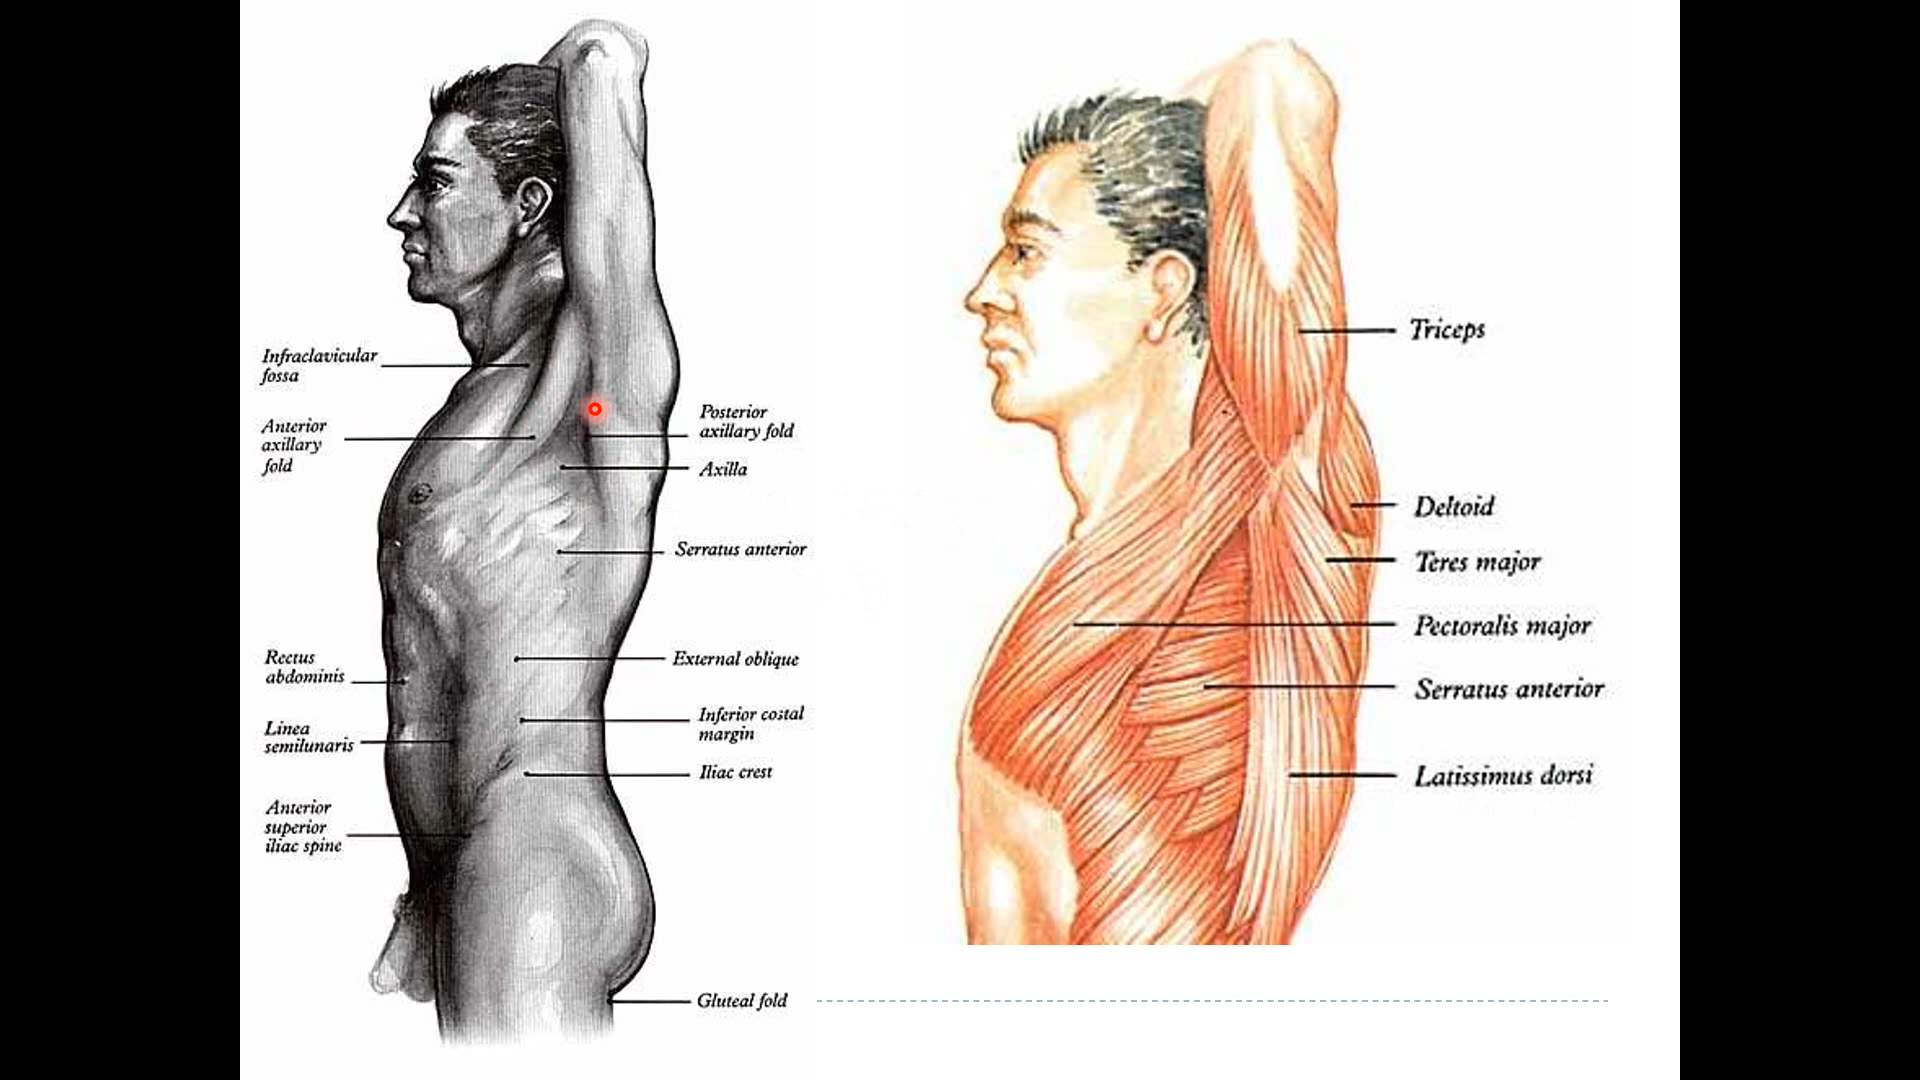 Infraclavicular
fossa
Anterior
axillary
fold
Rectus
abdominis
Linea
semilunaris
Anterior
superior
iliac spine
Posterior
axillary fold
Axilla
Serratus anterior
External oblique
Inferior costal
margin
Iliac crest
Gluteal fold
Triceps
Deltoid
Teres major
Pectoralis major
Serratus anterior
Latissimus dorsi